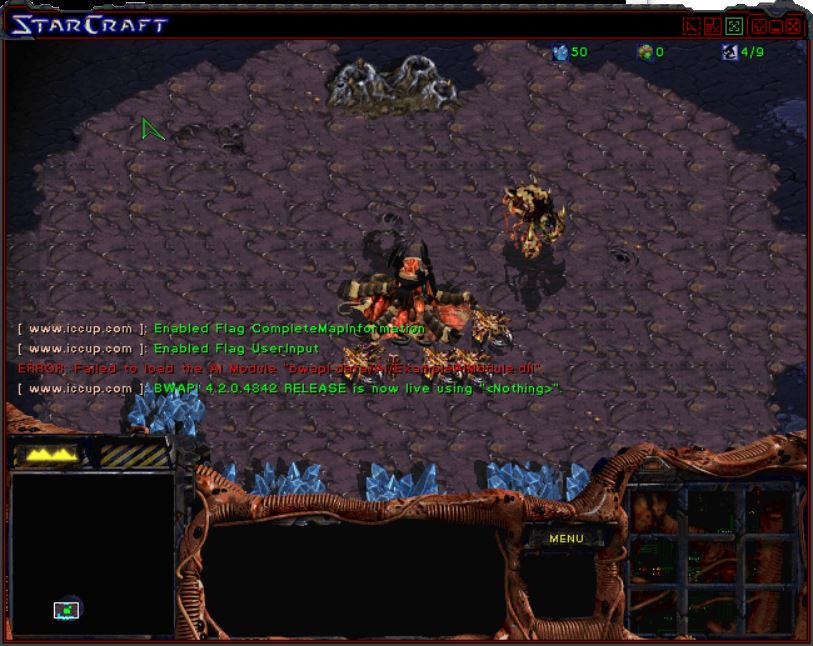 STARCRAFT
50 0 4/9
[ www.iccup.com ]: Enabled Flag CompleteMapInformation
[ www.iccup.com ]: Enabled Flag UserInput
ERROR: Failed to load the AI Module "bwapi-data/AI/ExampleAIModule.dll".
[ www.iccup.com ]: BWAPI 4.2.0.4842 RELEASE is now live using "<Nothing>".
MENU